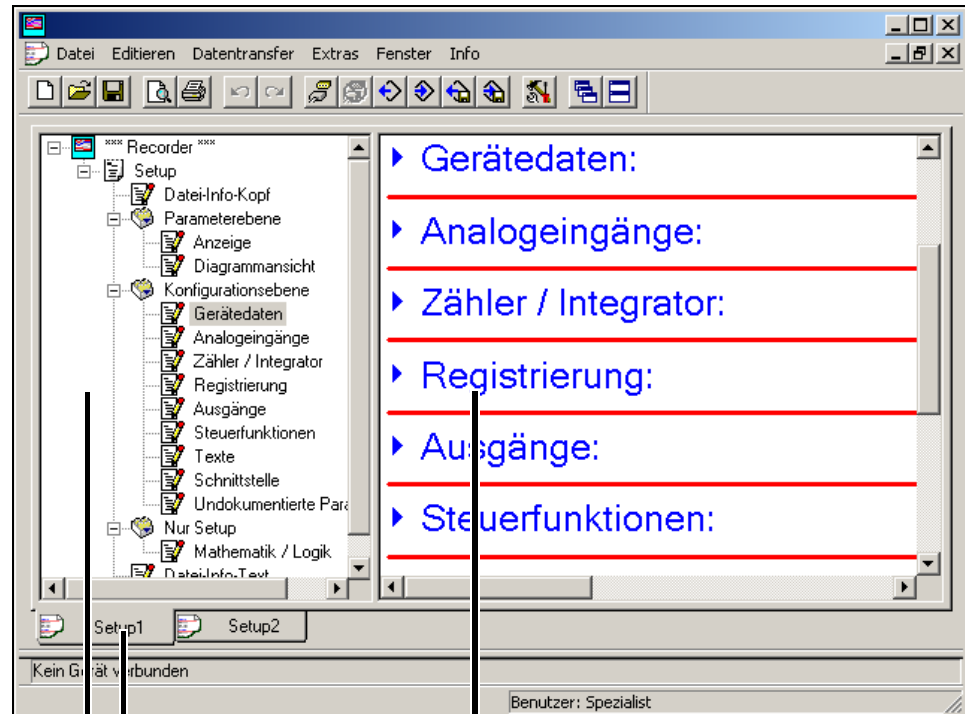 Datei Editieren Datentransfer Extras Fenster Info
*** Recorder ***
Setup
Datei-Info-Kopf
Parameterebene
Anzeige
Diagrammansicht
Konfigurationsebene
Gerätedaten
Analogeingänge
Zähler / Integrator
Registrierung
Ausgänge
Steuerfunktionen
Texte
Schnittstelle
Undokumentierte Para
Nur Setup
Mathematik / Logik
Datei-Info-Text
Gerätedaten:
Analogeingänge:
Zähler / Integrator:
Registrierung:
Ausgänge:
Steuerfunktionen:
Setup1 Setup2
Kein Gerät verbunden
Benutzer: Spezialist